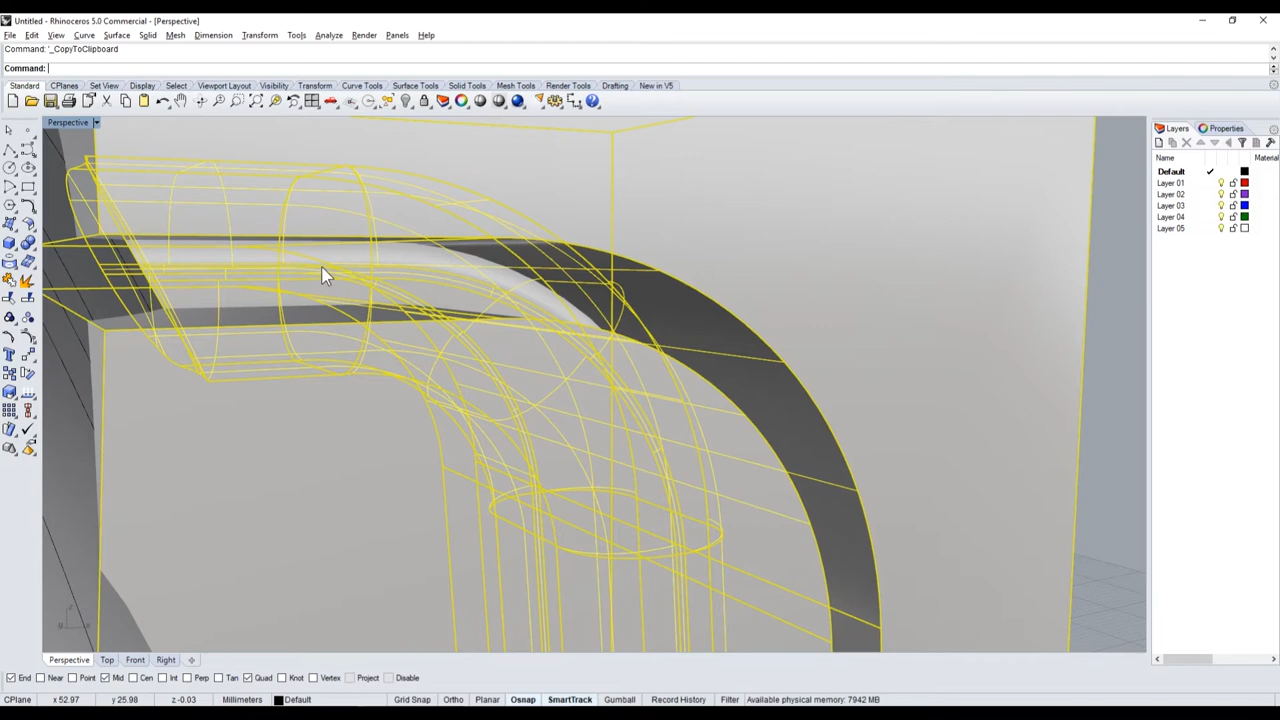 Untitled - Rhinoceros 5.0 Commercial - [Perspective]
File Edit View Curve Surface Solid Mesh Dimension Transform Tools Analyze Render Panels Help
Command: '_CopyToClipboard
Command:
Standard CPlanes Set View Display Select Viewport Layout Visibility Transform Curve Tools Surface Tools Solid Tools Mesh Tools Render Tools Drafting New in V5
Perspective
Layers Properties
Name Material
Default
Layer 01
Layer 02
Layer 03
Layer 04
Layer 05
z
y x
Perspective Top Front Right
End Near Point Mid Cen Int Perp Tan Quad Knot Vertex Project Disable
CPlane x 52.97 y 25.98 z -0.03 Millimeters Default Grid Snap Ortho Planar Osnap SmartTrack Gumball Record History Filter Available physical memory: 7942 MB